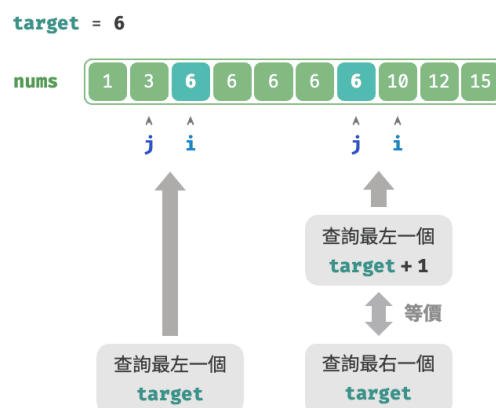 target = 6
nums 1 3 6 6 6 6 6 10 12 15
j i j i
查詢最左一個
target + 1
等價
查詢最左一個 查詢最右一個
target target